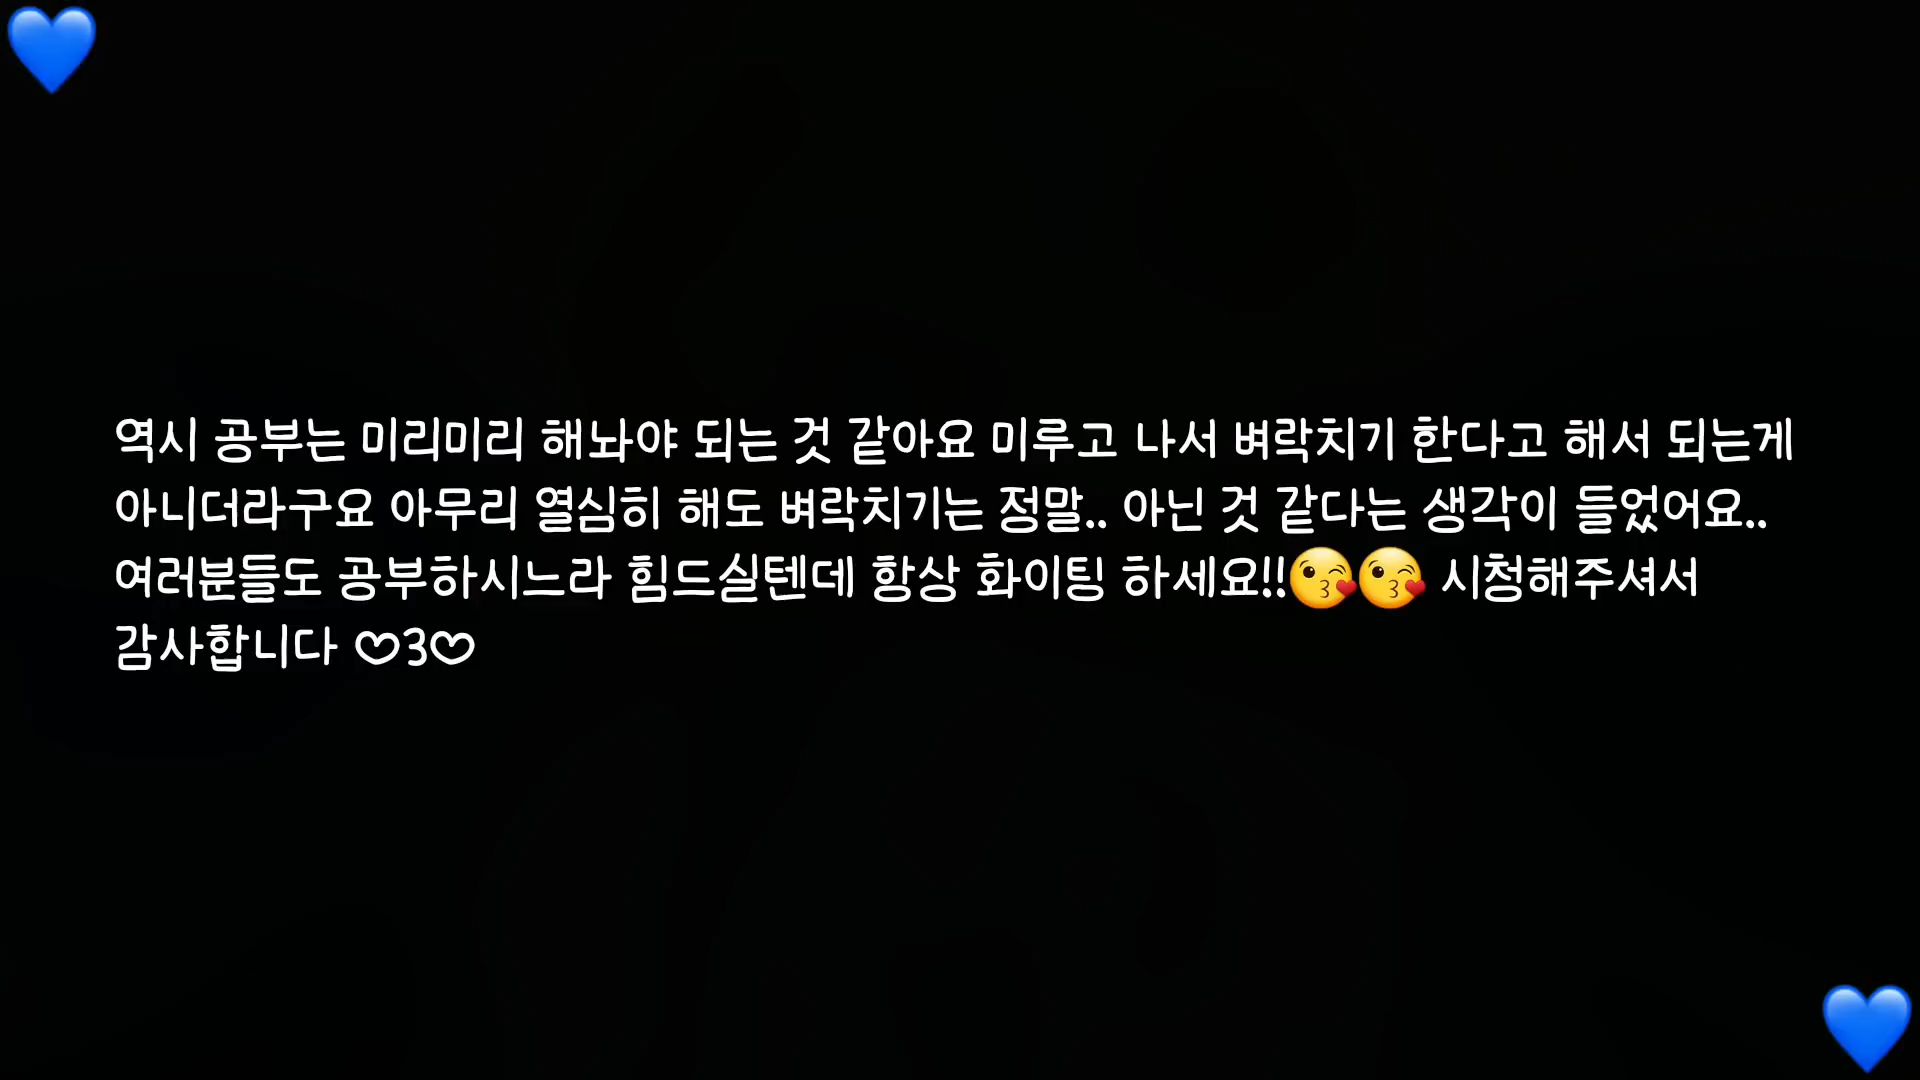 역시 공부는 미리미리 해놔야 되는 것 같아요 미루고 나서 벼락치기 한다고 해서 되는게
아니더라구요 아무리 열심히 해도 벼락치기는 정말.. 아닌 것 같다는 생각이 들었어요..
여러분들도 공부하시느라 힘드실텐데 항상 화이팅 하세요!!😘😘 시청해주셔서
감사합니다 ♡3♡